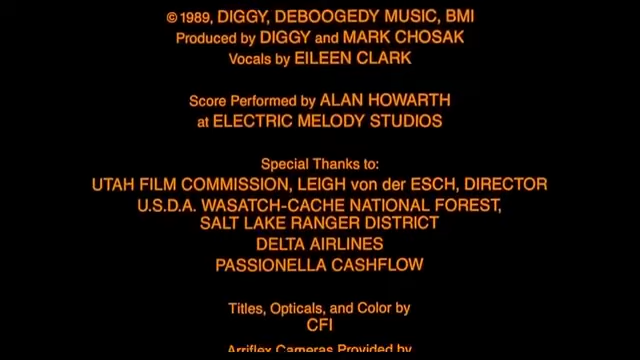 © 1989, DIGGY, DEBOOGEDY MUSIC, BMI
Produced by DIGGY and MARK CHOSAK
Vocals by EILEEN CLARK
Score Performed by ALAN HOWARTH
at ELECTRIC MELODY STUDIOS
Special Thanks to:
UTAH FILM COMMISSION, LEIGH von der ESCH, DIRECTOR
U.S.D.A. WASATCH-CACHE NATIONAL FOREST,
SALT LAKE RANGER DISTRICT
DELTA AIRLINES
PASSIONELLA CASHFLOW
Titles, Opticals, and Color by
CFI
Arriflex Cameras Provided by